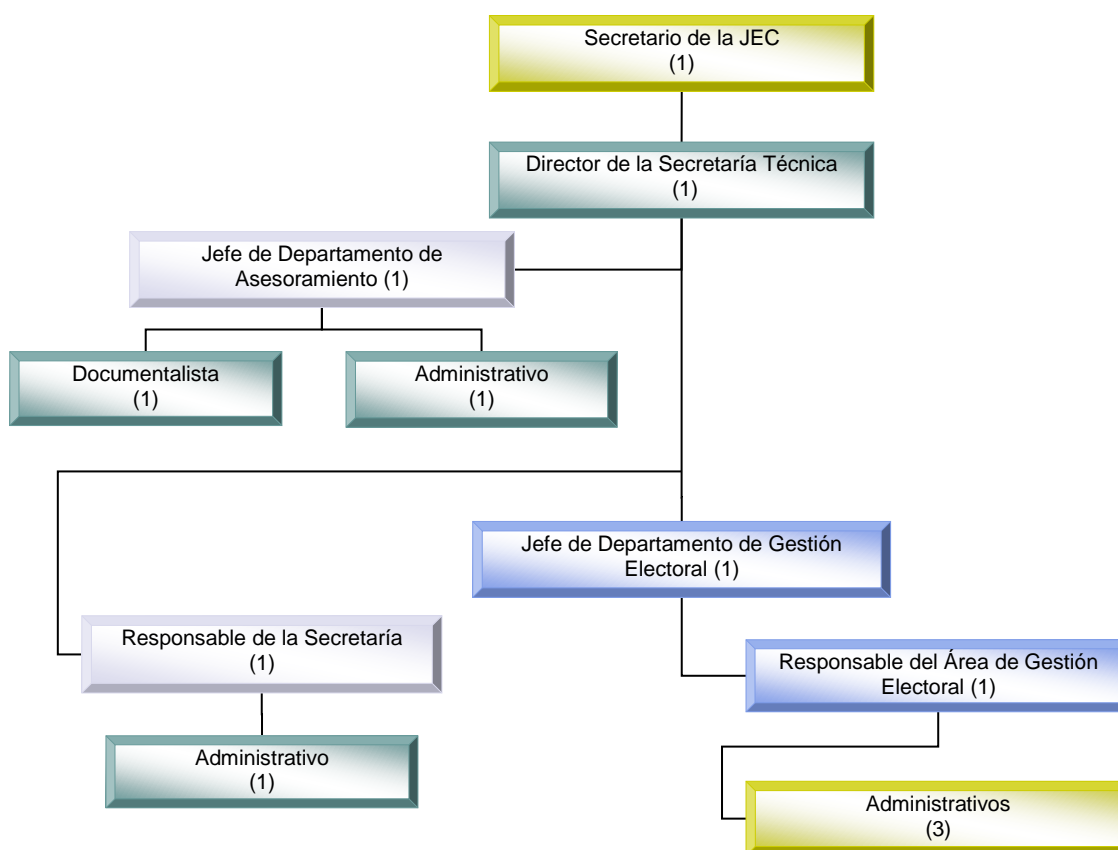 Secretario de la JEC
(1)
Director de la Secretaría Técnica
(1)
Jefe de Departamento de
Asesoramiento (1)
Documentalista
(1)
Administrativo
(1)
Jefe de Departamento de Gestión
Electoral (1)
Responsable de la Secretaría
(1)
Responsable del Área de Gestión
Electoral (1)
Administrativo
(1)
Administrativos
(3)